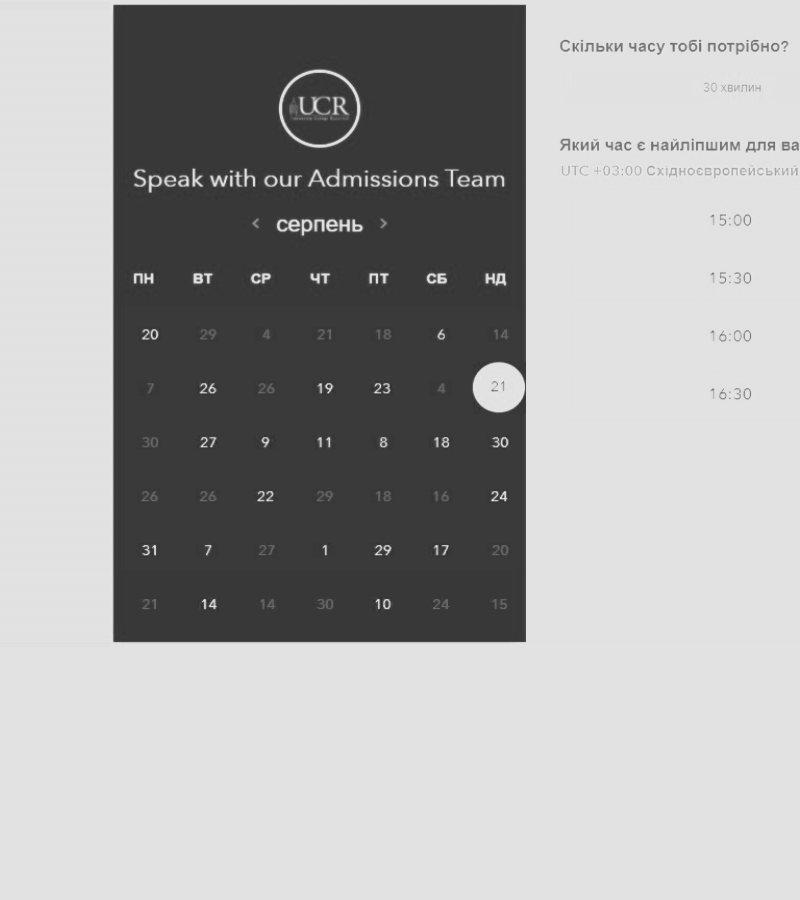 UCR
Speak with our Admissions Team
< серпень >
ПН ВТ СР ЧТ ПТ СБ НД
20 29 4 21 18 6 14
7 26 26 19 23 4 21
30 27 9 11 8 18 30
26 26 22 29 18 16 24
31 7 27 1 29 17 20
21 14 14 30 10 24 15
Скільки часу тобі потрібно?
30 хвилин
Який час є найліпшим для ва
UTC +03:00 Східноєвропейський
15:00
15:30
16:00
16:30